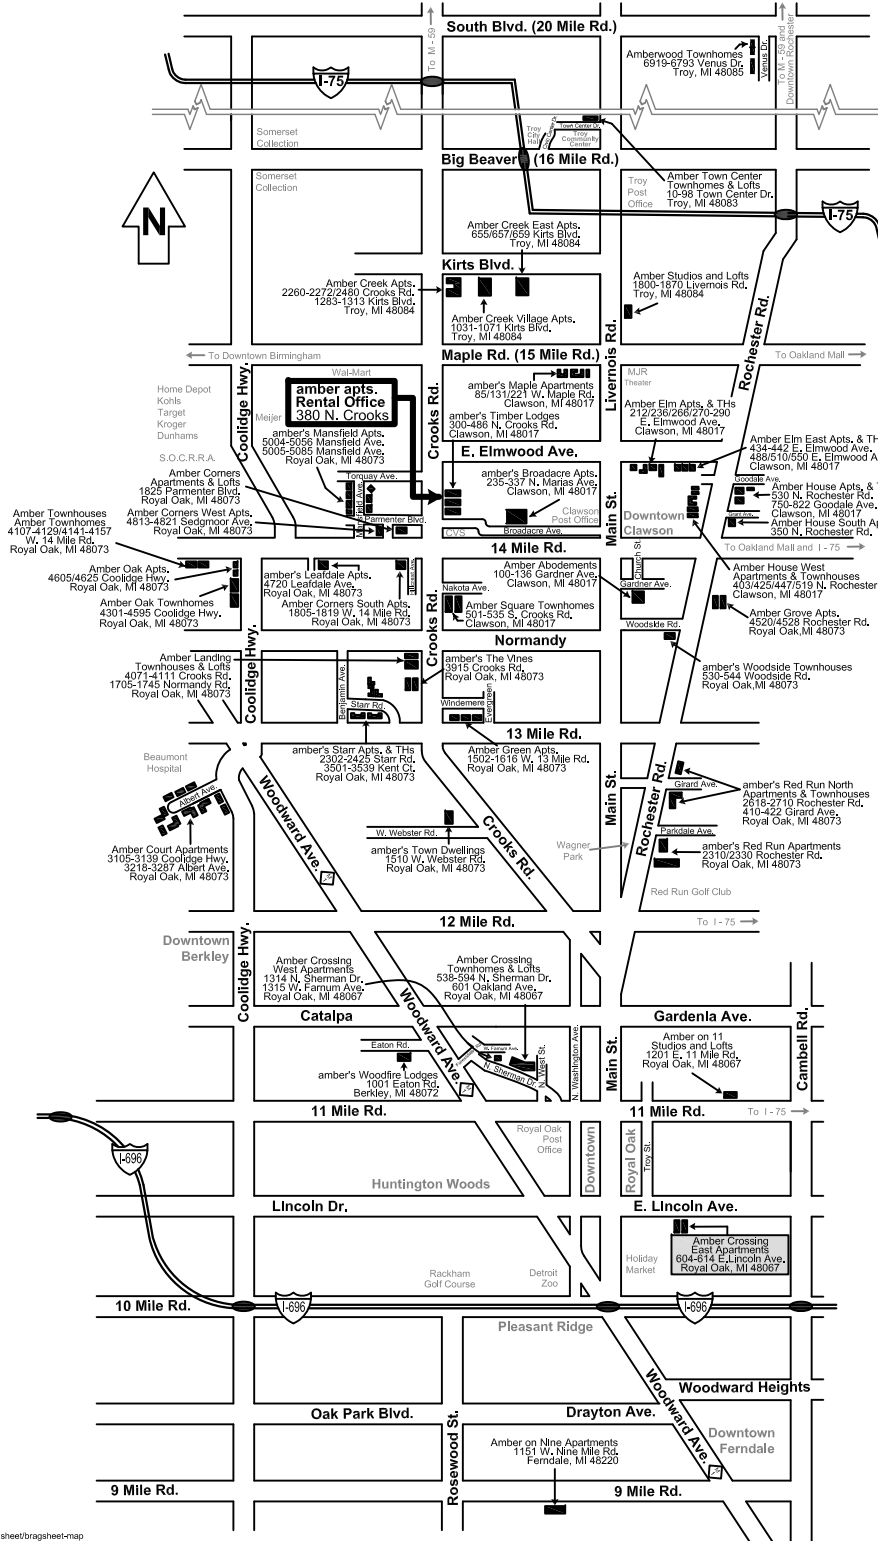 South Blvd. (20 Mile Rd.)
To M - 59
To M - 59 and
Downtown Rochester
Amberwood Townhomes
6919-6793 Venus Dr.
Troy, MI 48085
Venus Dr.
I-75
Somerset
Collection
Troy
City
Hall
Civic Center Dr.
Town Center Dr.
Troy
Community
Center
Big Beaver (16 Mile Rd.)
Somerset
Collection
Troy
Post
Office
Amber Town Center
Townhomes & Lofts
10-98 Town Center Dr.
Troy, MI 48083
N
I-75
Amber Creek East Apts.
655/657/659 Kirts Blvd.
Troy, MI 48084
Kirts Blvd.
Amber Creek Apts.
2260-2272/2480 Crooks Rd.
1283-1313 Kirts Blvd.
Troy, MI 48084
Amber Creek Village Apts.
1031-1071 Kirts Blvd.
Troy, MI 48084
Amber Studios and Lofts
1800-1870 Livernois Rd.
Troy, MI 48084
Livernois Rd.
Rochester Rd.
To Downtown Birmingham
Maple Rd. (15 Mile Rd.)
To Oakland Mall
Coolidge Hwy.
Wal-Mart
Crooks Rd.
MJR
Theater
Home Depot
Kohls
Target
Kroger
Dunhams
Meijer
S.O.C.R.R.A.
amber apts.
Rental Office
380 N. Crooks
amber's Maple Apartments
85/131/221 W. Maple Rd.
Clawson, MI 48017
amber's Timber Lodges
300-486 N. Crooks Rd.
Clawson, MI 48017
Amber Elm Apts. & THs
212/236/266/270-290
E. Elmwood Ave.
Clawson, MI 48017
amber's Mansfield Apts.
5004-5056 Mansfield Ave.
5005-5085 Mansfield Ave.
Royal Oak, MI 48073
E. Elmwood Ave.
Amber Elm East Apts. & TH
434-442 E. Elmwood Ave.
488/510/550 E. Elmwood A
Clawson, MI 48017
Amber Corners
Apartments & Lofts
1825 Parmenter Blvd.
Royal Oak, MI 48073
Torquay Ave.
Mansfield Ave.
Parmenter Blvd.
amber's Broadacre Apts.
235-337 N. Marias Ave.
Clawson, MI 48017
Goodale Ave.
Amber House Apts, &
530 N. Rochester Rd.
750-822 Goodale Ave.
Clawson, MI 48017
Grant Ave.
Amber House South Ap
350 N. Rochester Rd.
Main St.
Clawson
Post Office
Downtown
Clawson
Amber Townhouses
Amber Townhomes
4107-4129/4141-4157
W. 14 Mile Rd.
Royal Oak, MI 48073
Amber Corners West Apts.
4813-4821 Sedgmoor Ave.
Royal Oak, MI 48073
CVS
Broadacre Ave.
14 Mile Rd.
Church St.
To Oakland Mall and I - 75
Amber Oak Apts.
4605/4625 Coolidge Hwy.
Royal Oak, MI 48073
Amber Oak Townhomes
4301-4595 Coolidge Hwy.
Royal Oak, MI 48073
amber's Leafdale Apts.
4720 Leafdale Ave.
Royal Oak, MI 48073
Amber Corners South Apts.
1805-1819 W. 14 Mile Rd.
Royal Oak, MI 48073
Nakota Ave.
Amber Abodements
100-136 Gardner Ave.
Clawson, MI 48017
Gardner Ave.
Amber House West
Apartments & Townhouses
403/425/447/519 N. Rochester
Clawson, MI 48017
Amber Square Townhomes
501-535 S. Crooks Rd.
Clawson, MI 48017
Amber Grove Apts.
4520/4528 Rochester Rd.
Royal Oak,MI 48073
Woodside Rd.
Crooks Rd.
Coolidge Hwy.
Normandy
Amber Landing
Townhouses & Lofts
4071-4111 Crooks Rd.
1705-1745 Normandy Rd.
Royal Oak, MI 48073
Benjamin Ave.
Starr Rd.
amber's The Vines
3915 Crooks Rd.
Royal Oak, MI 48073
amber's Woodside Townhouses
530-544 Woodside Rd.
Royal Oak,MI 48073
Windemere
Evergreen
13 Mile Rd.
Beaumont
Hospital
amber's Starr Apts. & THs
2302-2425 Starr Rd.
3501-3539 Kent Ct.
Royal Oak, MI 48073
Amber Green Apts.
1502-1616 W. 13 Mile Rd.
Royal Oak, MI 48073
Albert Ave.
Woodward Ave.
Crooks Rd.
Main St.
Rochester Rd.
Girard Ave.
Parkdale Ave.
amber's Red Run North
Apartments & Townhouses
2618-2710 Rochester Rd.
410-422 Girard Ave.
Royal Oak, MI 48073
Amber Court Apartments
3105-3139 Coolidge Hwy.
3218-3287 Albert Ave.
Royal Oak, MI 48073
W. Webster Rd.
amber's Town Dwellings
1510 W. Webster Rd.
Royal Oak, MI 48073
Wagner
Park
amber's Red Run Apartments
2310/2330 Rochester Rd.
Royal Oak, MI 48073
Red Run Golf Club
12 Mile Rd.
To I - 75
Downtown
Berkley
Coolidge Hwy.
Amber Crossing
West Apartments
1314 N. Sherman Dr.
1315 W. Farnum Ave.
Royal Oak, MI 48067
Amber Crossing
Townhomes & Lofts
538-594 N. Sherman Dr.
601 Oakland Ave.
Royal Oak, MI 48067
Catalpa
Woodward Ave.
Gardenia Ave.
Cambell Rd.
Eaton Rd.
amber's Woodfire Lodges
1001 Eaton Rd.
Berkley, MI 48072
W. Farnum Ave.
N. Sherman Dr.
N. West St.
N. Washington Ave.
Main St.
Amber on 11
Studios and Lofts
1201 E. 11 Mile Rd.
Royal Oak, MI 48067
11 Mile Rd.
11 Mile Rd.
To I - 75
I-696
Royal Oak
Post
Office
Downtown
Royal Oak
Troy St.
Huntington Woods
Lincoln Dr.
E. Lincoln Ave.
Amber Crossing
East Apartments
604-614 E.Lincoln Ave.
Royal Oak, MI 48067
Rackham
Golf Course
Detroit
Zoo
Holiday
Market
10 Mile Rd.
I-696
I-696
Pleasant Ridge
Woodward Ave.
Woodward Heights
Oak Park Blvd.
Rosewood St.
Drayton Ave.
Downtown
Ferndale
Amber on Nine Apartments
1151 W. Nine Mile Rd.
Ferndale, MI 48220
9 Mile Rd.
9 Mile Rd.
sheet/bragsheet-map